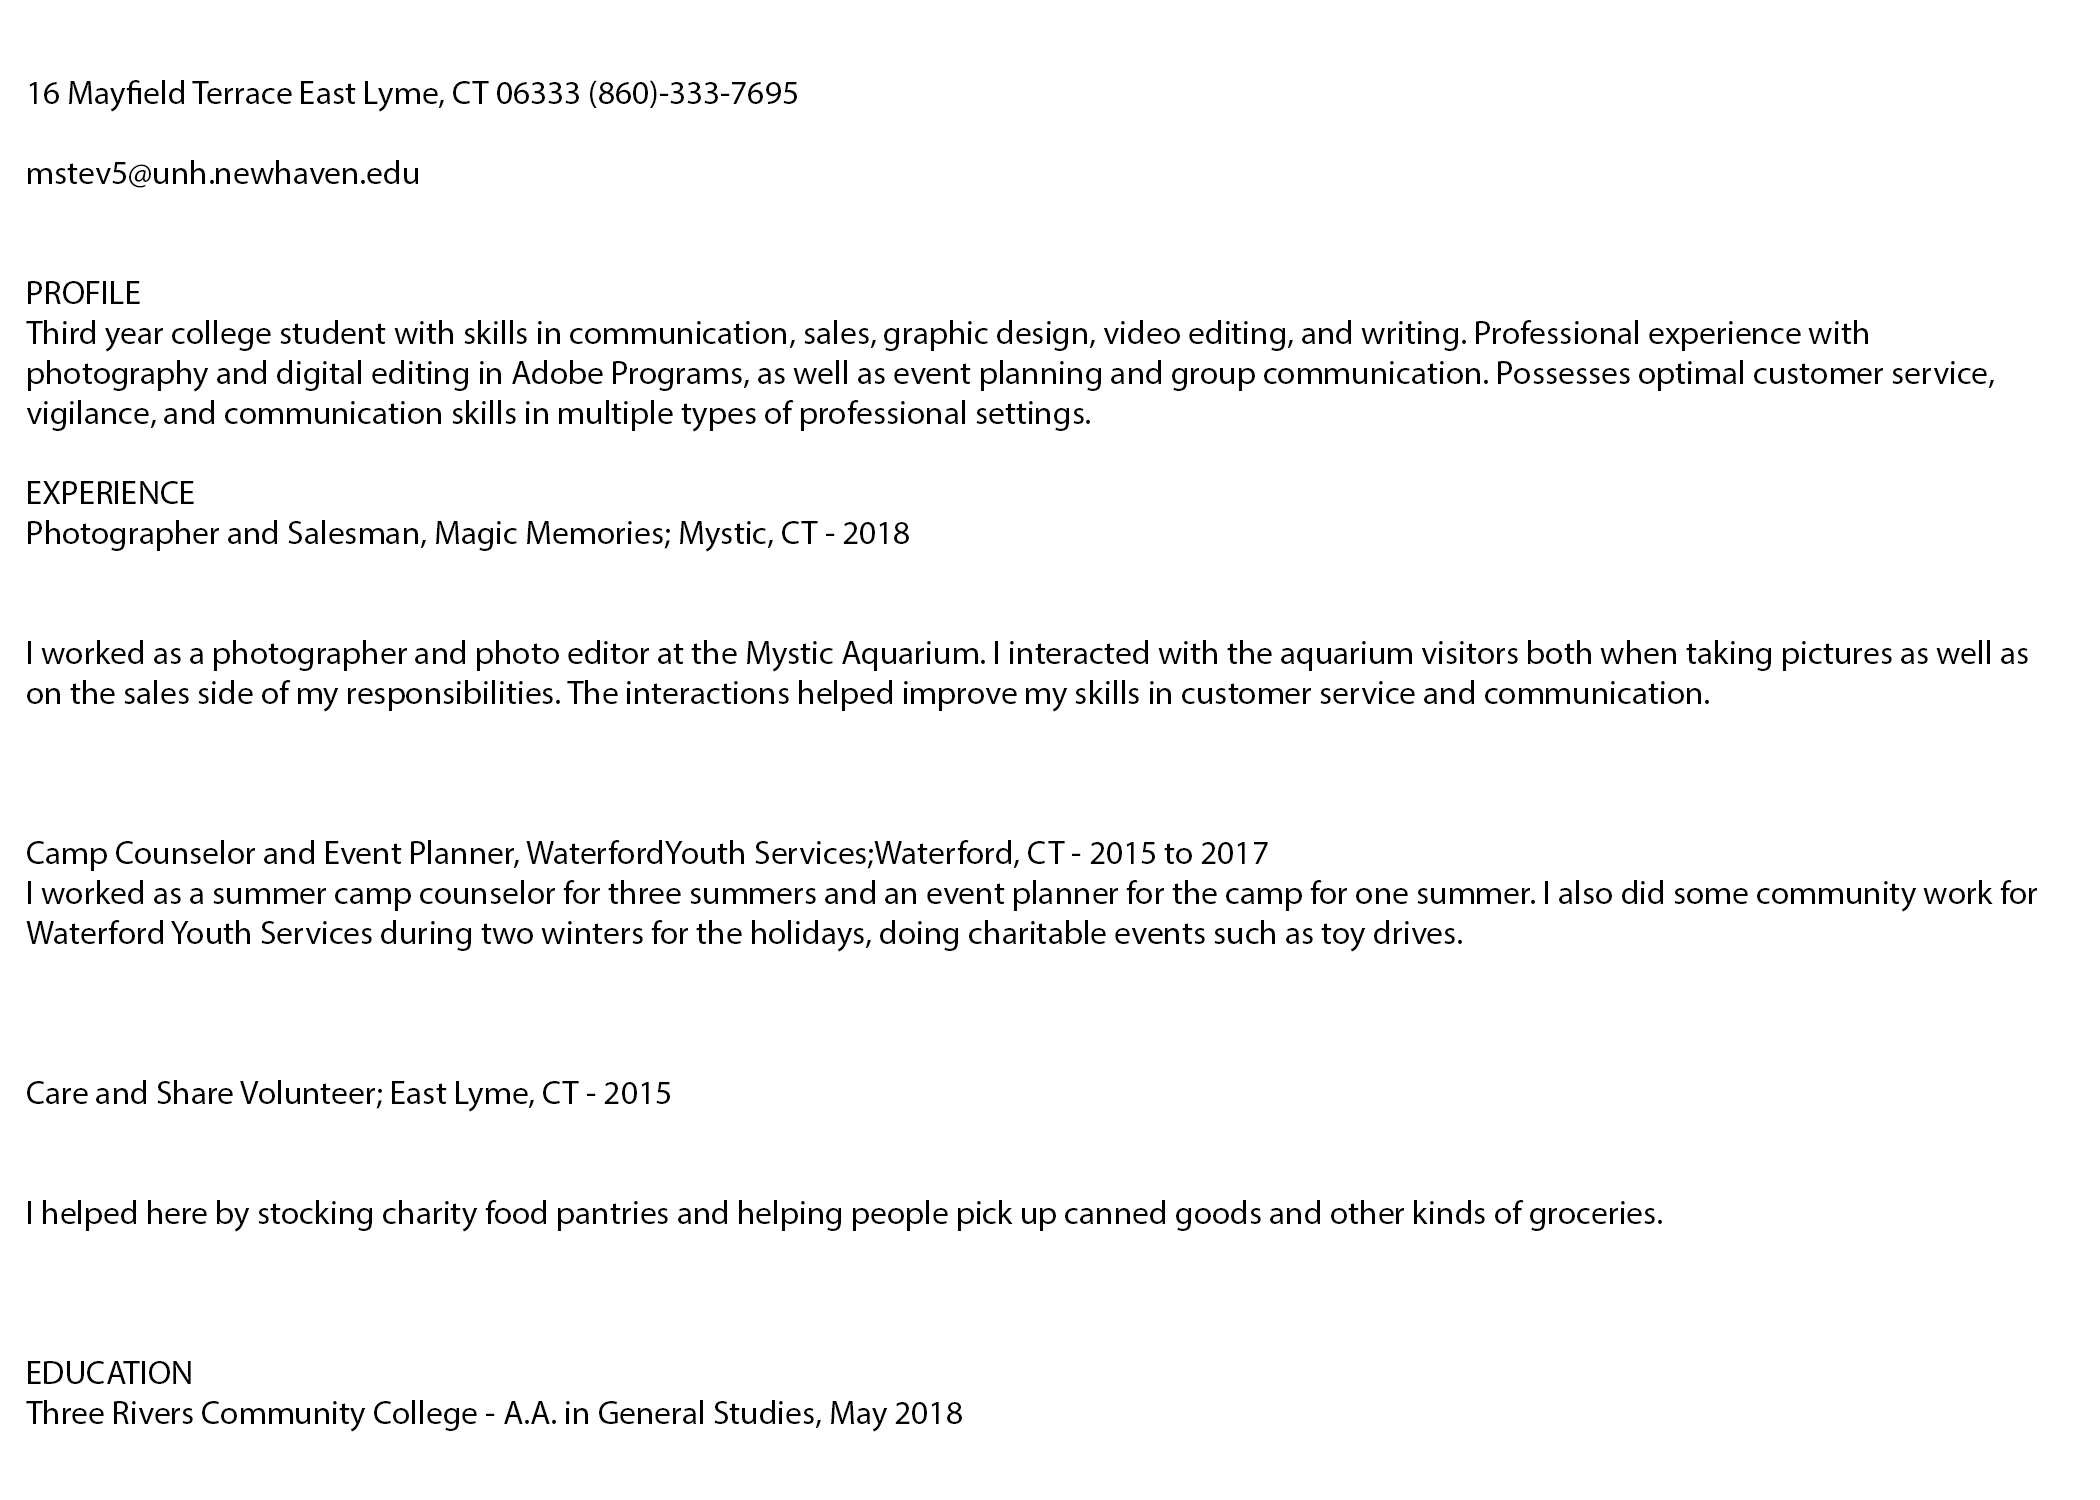 16 Mayfield Terrace East Lyme, CT 06333 (860)-333-7695
mstev5@unh.newhaven.edu
PROFILE
Third year college student with skills in communication, sales, graphic design, video editing, and writing. Professional experience with
photography and digital editing in Adobe Programs, as well as event planning and group communication. Possesses optimal customer service,
vigilance, and communication skills in multiple types of professional settings.
EXPERIENCE
Photographer and Salesman, Magic Memories; Mystic, CT - 2018
I worked as a photographer and photo editor at the Mystic Aquarium. I interacted with the aquarium visitors both when taking pictures as well as
on the sales side of my responsibilities. The interactions helped improve my skills in customer service and communication.
Camp Counselor and Event Planner, WaterfordYouth Services;Waterford, CT - 2015 to 2017
I worked as a summer camp counselor for three summers and an event planner for the camp for one summer. I also did some community work for
Waterford Youth Services during two winters for the holidays, doing charitable events such as toy drives.
Care and Share Volunteer; East Lyme, CT - 2015
I helped here by stocking charity food pantries and helping people pick up canned goods and other kinds of groceries.
EDUCATION
Three Rivers Community College - A.A. in General Studies, May 2018